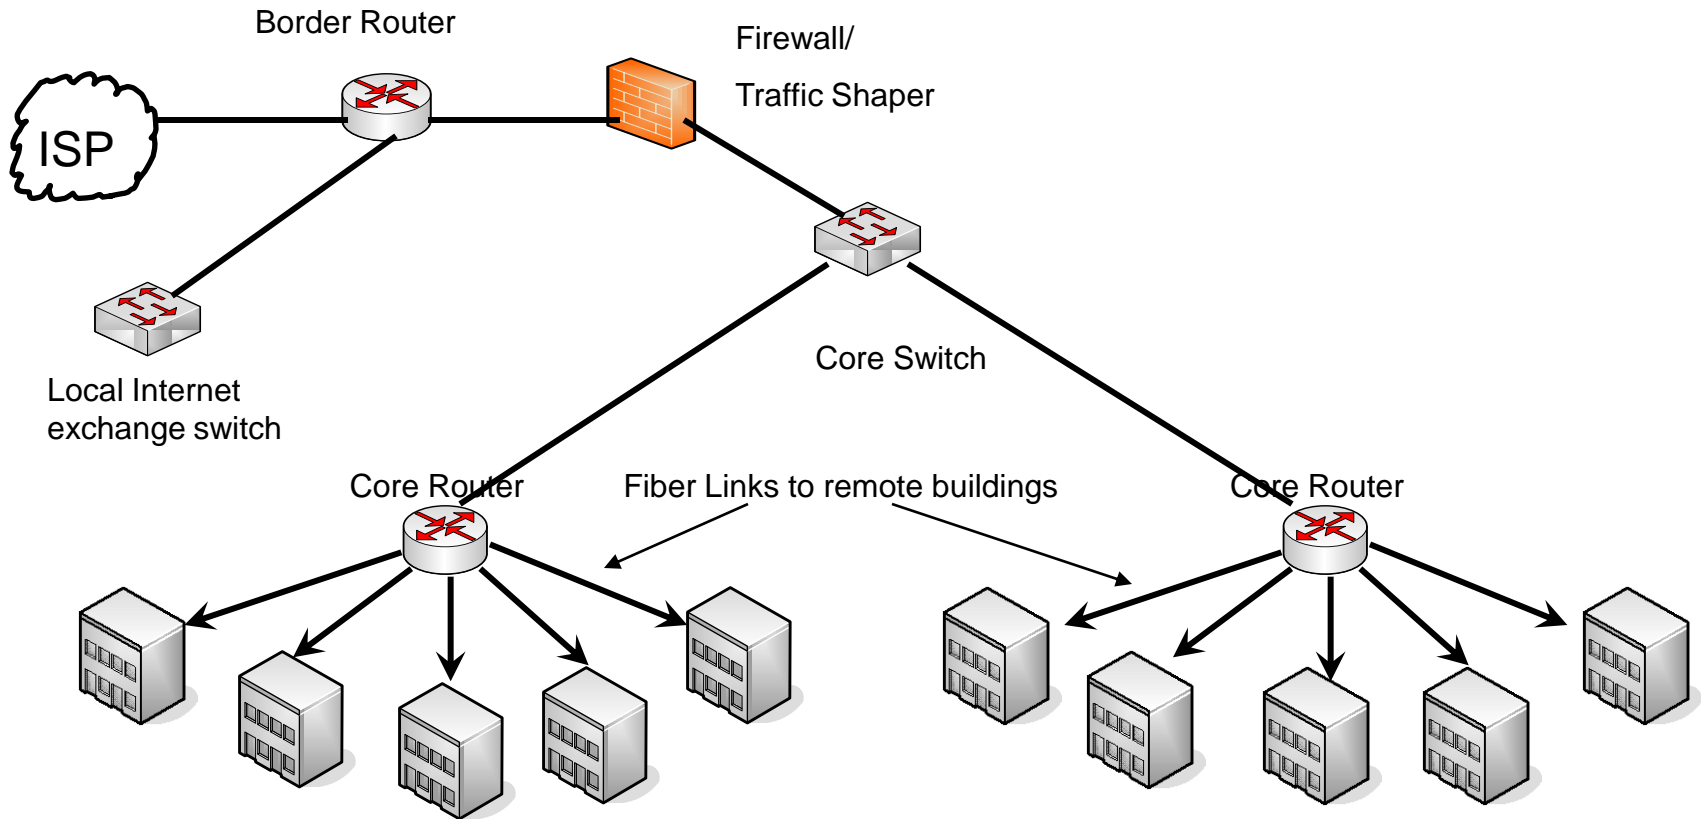 Border Router
Firewall/
Traffic Shaper
ISP
Core Switch
Local Internet
exchange switch
Core Router
Fiber Links to remote buildings
Core Router